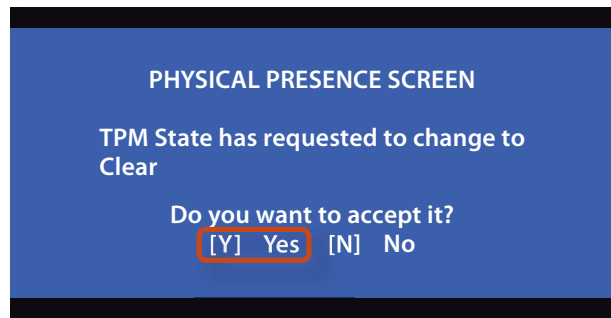 PHYSICAL PRESENCE SCREEN
TPM State has requested to change to
Clear
Do you want to accept it?
[Y] Yes [N] No